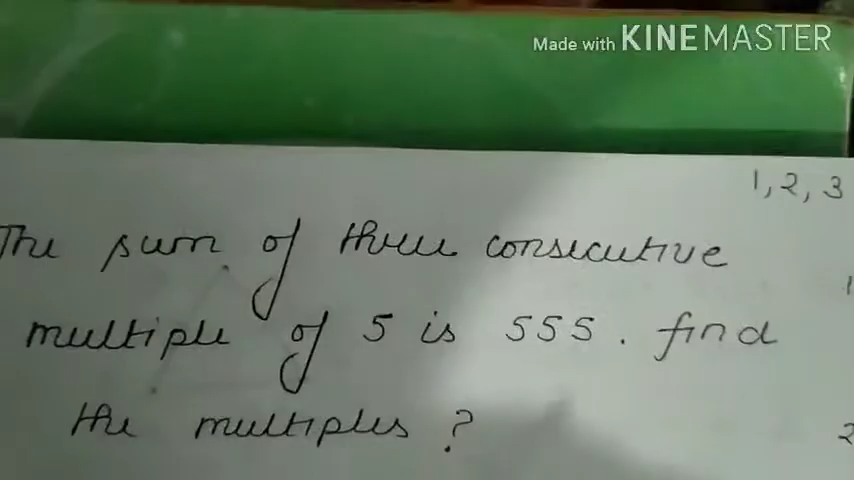 Made with KINEMASTER
1, 2, 3
The sum of three consecutive
multiple of 5 is 555. find
the multiples ?